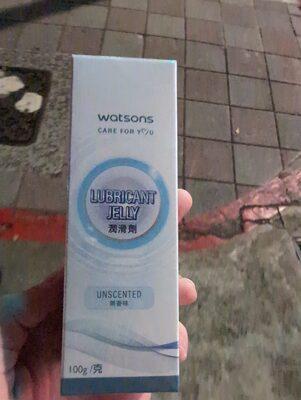 watsons
CARE FOR YOU
LUBRICANT
JELLY
潤滑劑
UNSCENTED
無香味
100g/克